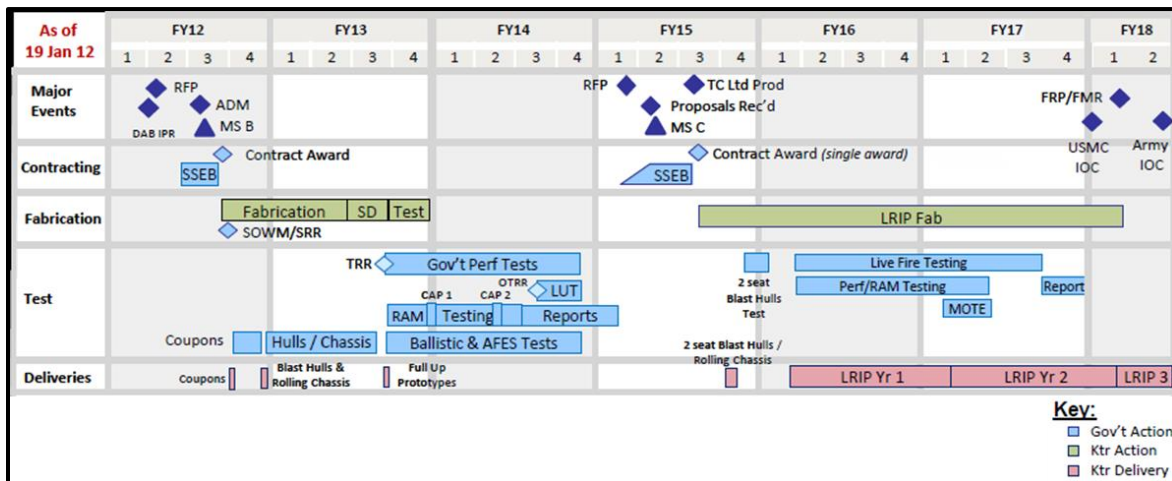 As of
19 Jan 12
FY12 FY13 FY14 FY15 FY16 FY17 FY18
1 2 3 4 1 2 3 4 1 2 3 4 1 2 3 4 1 2 3 4 1 2 3 4 1 2
Major
Events
RFP
ADM
DAB IPR
MS B
RFP
TC Ltd Prod
Proposals Rec'd
MS C
FRP/FMR
USMC
IOC
Army
IOC
Contracting
Contract Award
SSEB
Contract Award (single award)
SSEB
Fabrication
Fabrication SD Test
SOWM/SRR
LRIP Fab
Test
TRR
Gov't Perf Tests
OTRR
LUT
CAP 1
CAP 2
RAM Testing Reports
Coupons
Hulls / Chassis
Ballistic & AFES Tests
2 seat
Blast Hulls
Test
Live Fire Testing
Perf/RAM Testing
Report
MOTE
Deliveries
Coupons
Blast Hulls &
Rolling Chassis
Full Up
Prototypes
2 seat Blast Hulls /
Rolling Chassis
LRIP Yr 1 LRIP Yr 2 LRIP 3
Key:
Gov't Action
Ktr Action
Ktr Delivery